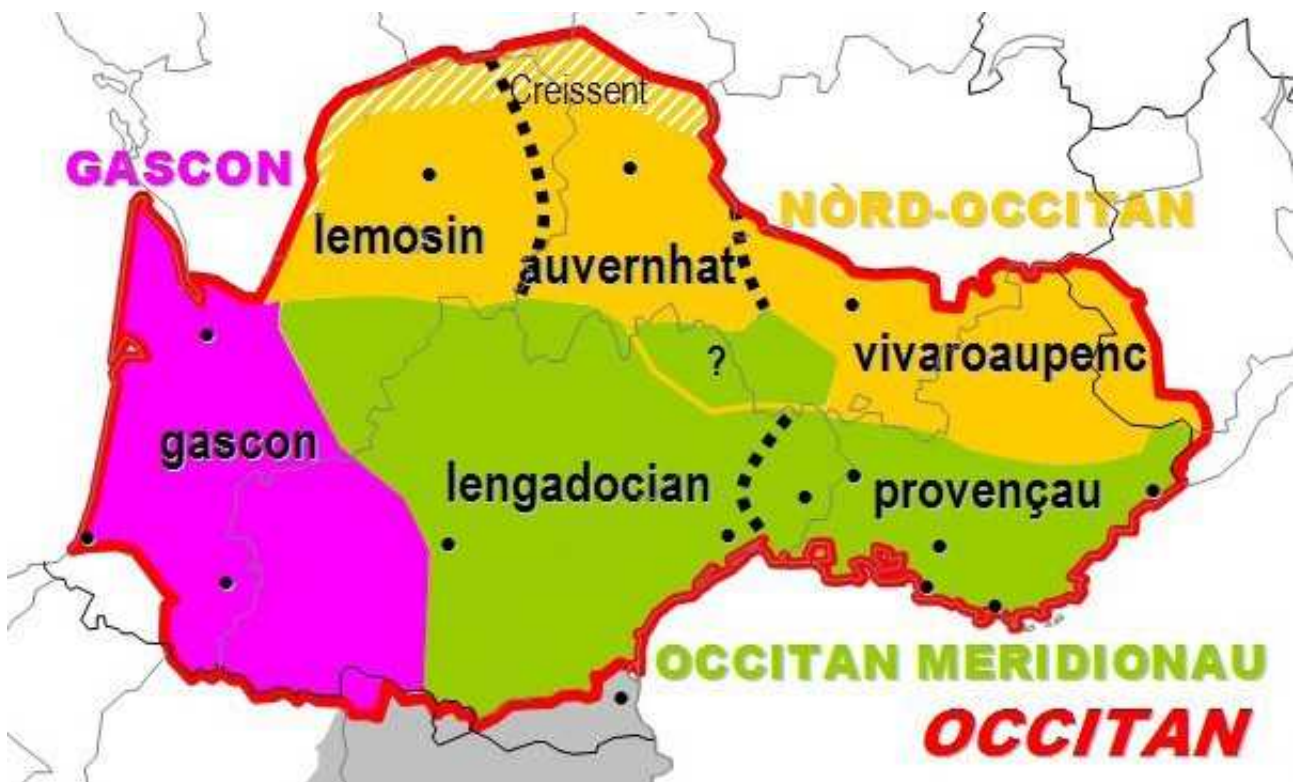 Creissent
GASCON
NÒRD-OCCITAN
lemosin
auvernhat
?
vivaroaupenc
gascon
lengadocian
provençau
OCCITAN MERIDIONAU
OCCITAN